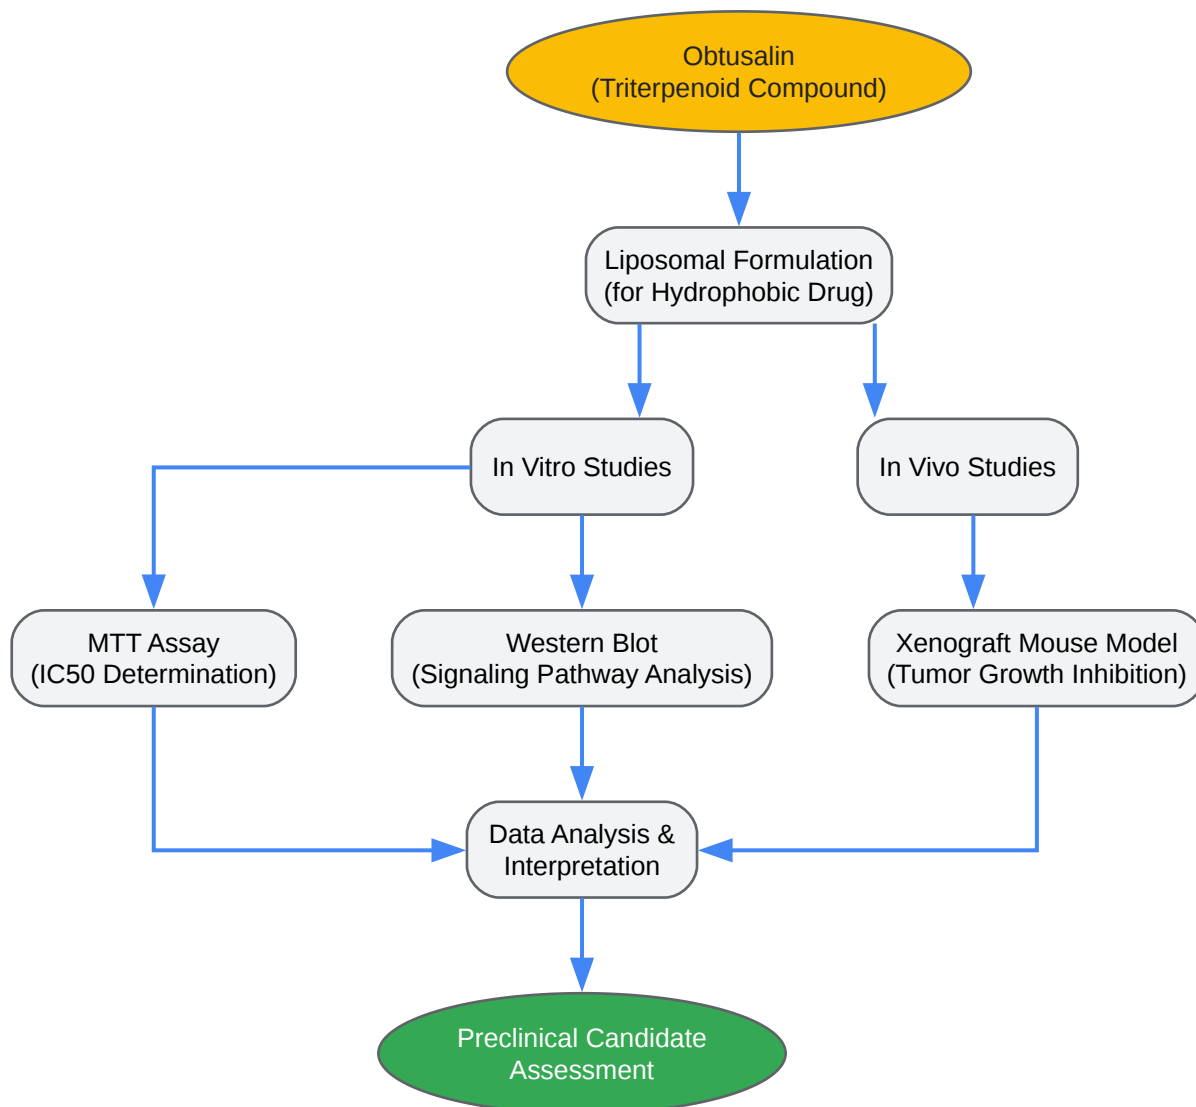 Obtusalin
(Triterpenoid Compound)
Liposomal Formulation
(for Hydrophobic Drug)
In Vitro Studies
In Vivo Studies
MTT Assay
(IC50 Determination)
Western Blot
(Signaling Pathway Analysis)
Xenograft Mouse Model
(Tumor Growth Inhibition)
Data Analysis &
Interpretation
Preclinical Candidate
Assessment